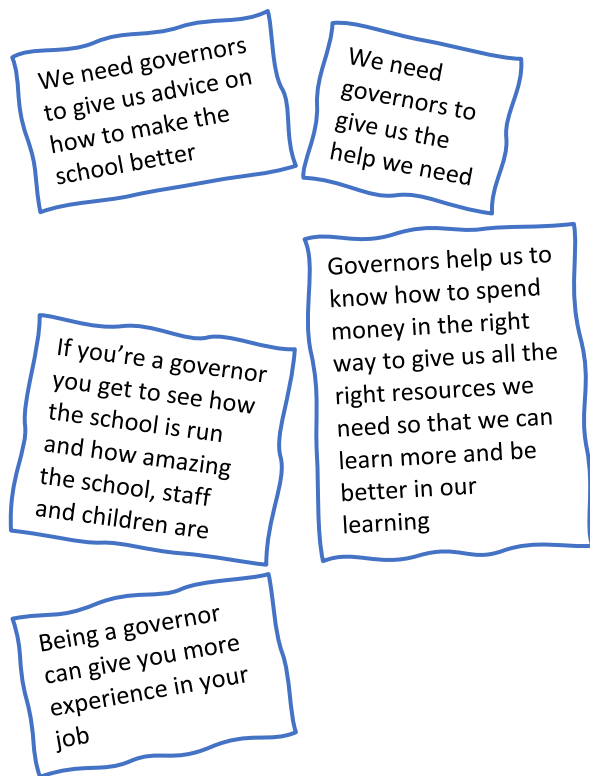 We need governors
to give us advice on
how to make the
school better
We need
governors to
give us the
help we need
Governors help us to
know how to spend
money in the right
way to give us all the
right resources we
need so that we can
learn more and be
better in our
learning
If you’re a governor
you get to see how
the school is run
and how amazing
the school, staff
and children are
Being a governor
can give you more
experience in your
job